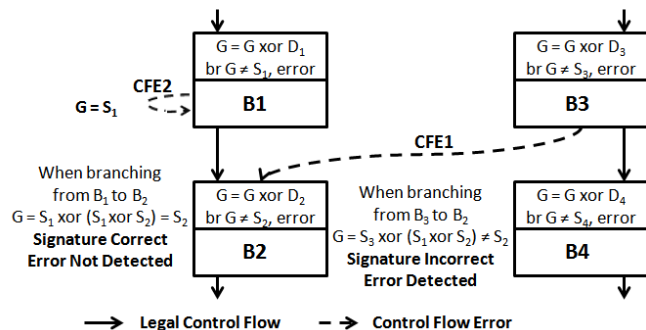 G = G xor D₁
br G ≠ S₁, error
B1
CFE2
G = S₁
G = G xor D₃
br G ≠ S₃, error
B3
CFE1
When branching
from B₁ to B₂
G = S₁ xor (S₁ xor S₂) = S₂
Signature Correct
Error Not Detected
G = G xor D₂
br G ≠ S₂, error
B2
When branching
from B₃ to B₂
G = S₃ xor (S₁ xor S₂) ≠ S₂
Signature Incorrect
Error Detected
G = G xor D₄
br G ≠ S₄, error
B4
Legal Control Flow
Control Flow Error